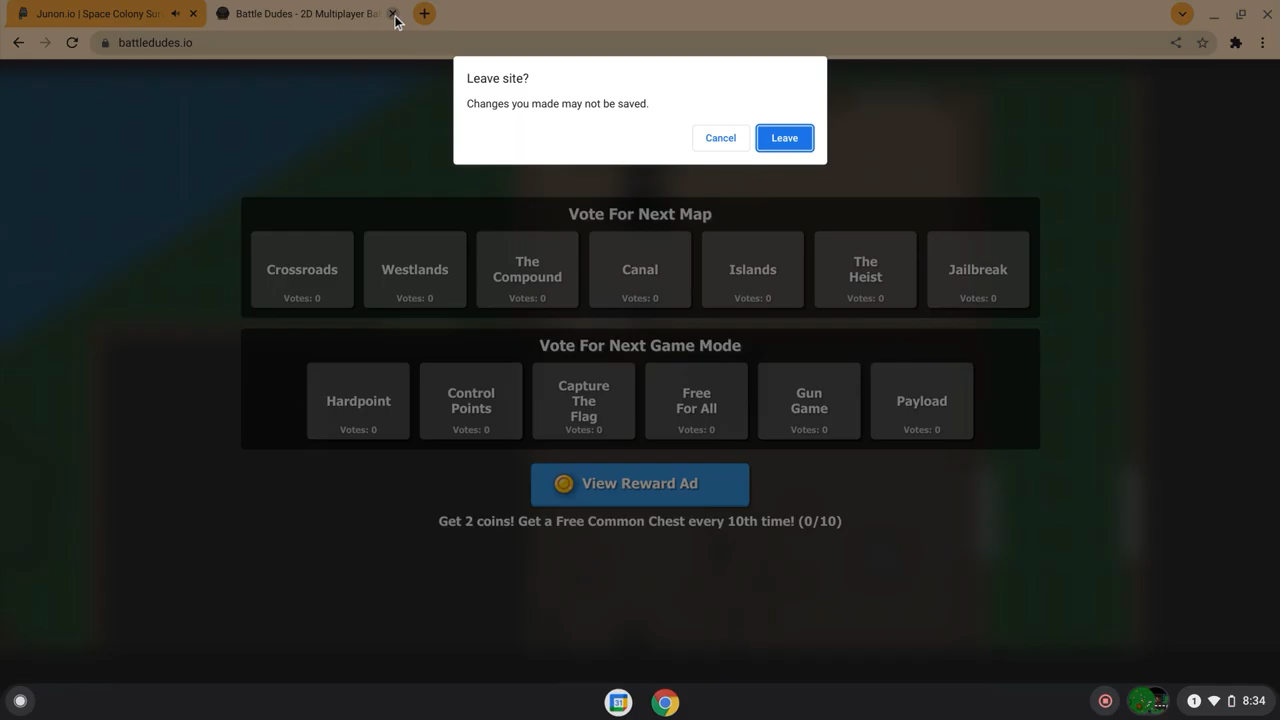 Junon.io | Space Colony Sur
Battle Dudes - 2D Multiplayer Bat
battledudes.io
Leave site?
Changes you made may not be saved.
Cancel
Leave
Vote For Next Map
Crossroads
Votes: 0
Westlands
Votes: 0
The
Compound
Votes: 0
Canal
Votes: 0
Islands
Votes: 0
The
Heist
Votes: 0
Jailbreak
Votes: 0
Vote For Next Game Mode
Hardpoint
Votes: 0
Control
Points
Votes: 0
Capture
The
Flag
Votes: 0
Free
For All
Votes: 0
Gun
Game
Votes: 0
Payload
Votes: 0
View Reward Ad
Get 2 coins! Get a Free Common Chest every 10th time! (0/10)
31
1
8:34